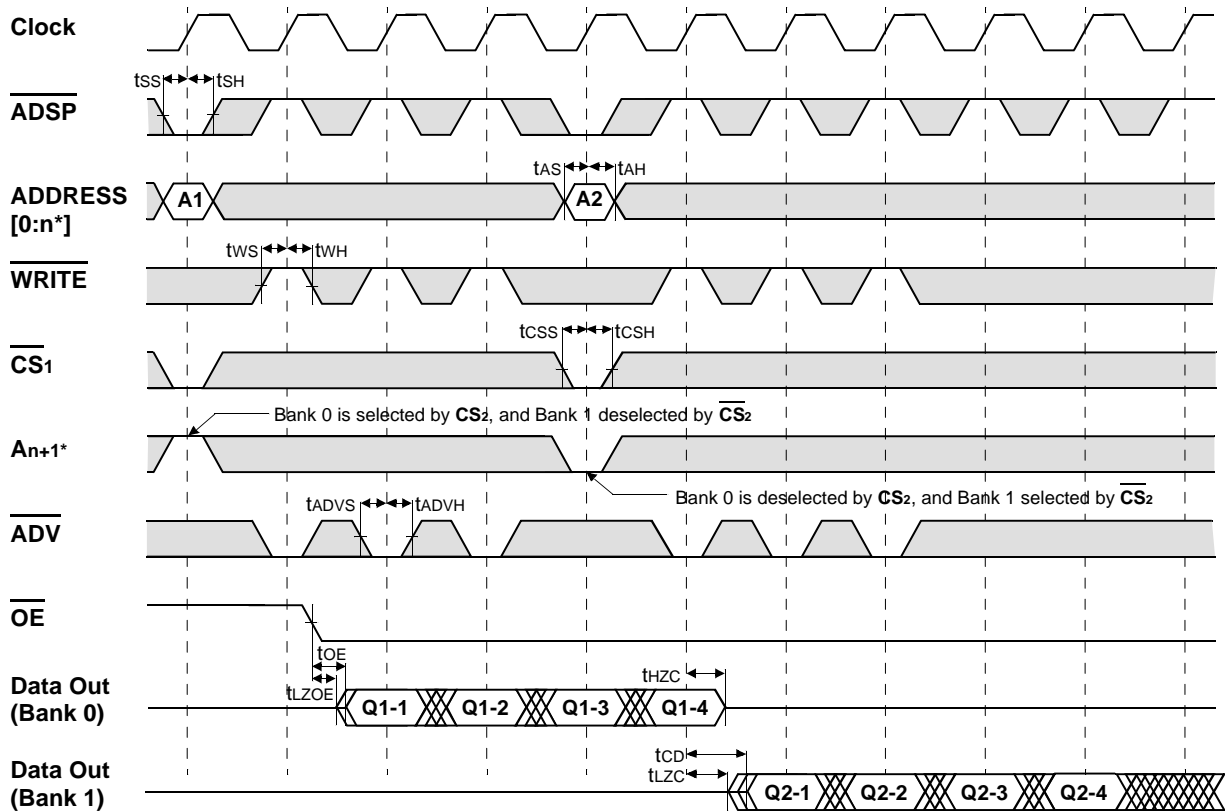 Clock
tSS tSH
ADSP
tAS tAH
ADDRESS
[0:n*]
A1 A2
tWS tWH
WRITE
tCSS tCSH
CS1
Bank 0 is selected by CS2, and Bank 1 deselected by CS2
An+1*
Bank 0 is deselected by CS2, and Bank 1 selected by CS2
tADVS tADVH
ADV
OE
tOE
tHZC
tLZOE
Data Out
(Bank 0)
Q1-1 Q1-2 Q1-3 Q1-4
tCD
tLZC
Data Out
(Bank 1)
Q2-1 Q2-2 Q2-3 Q2-4